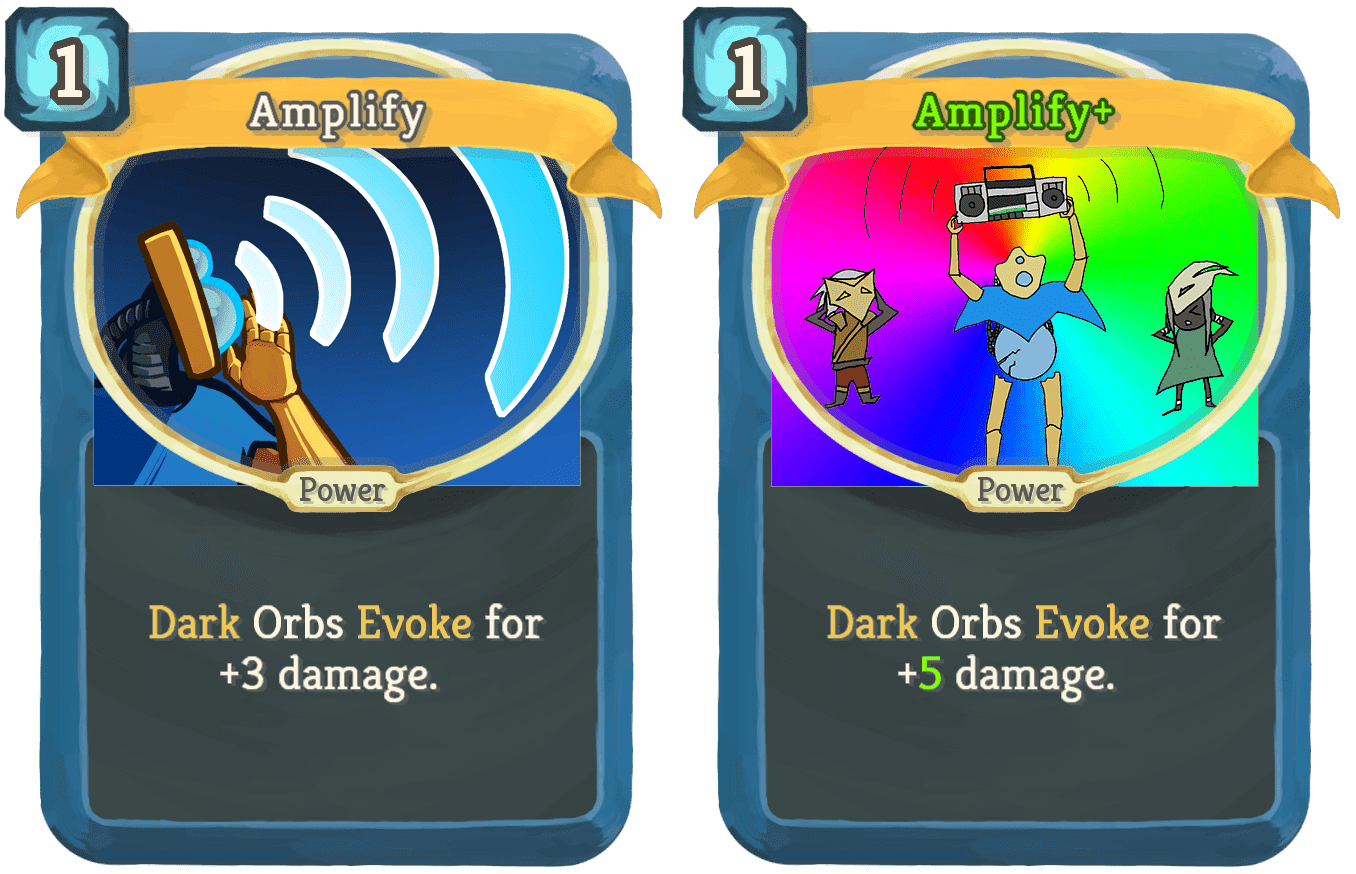 1
Amplify
Power
Dark Orbs Evoke for
+3 damage.
1
Amplify+
Power
Dark Orbs Evoke for
+5 damage.